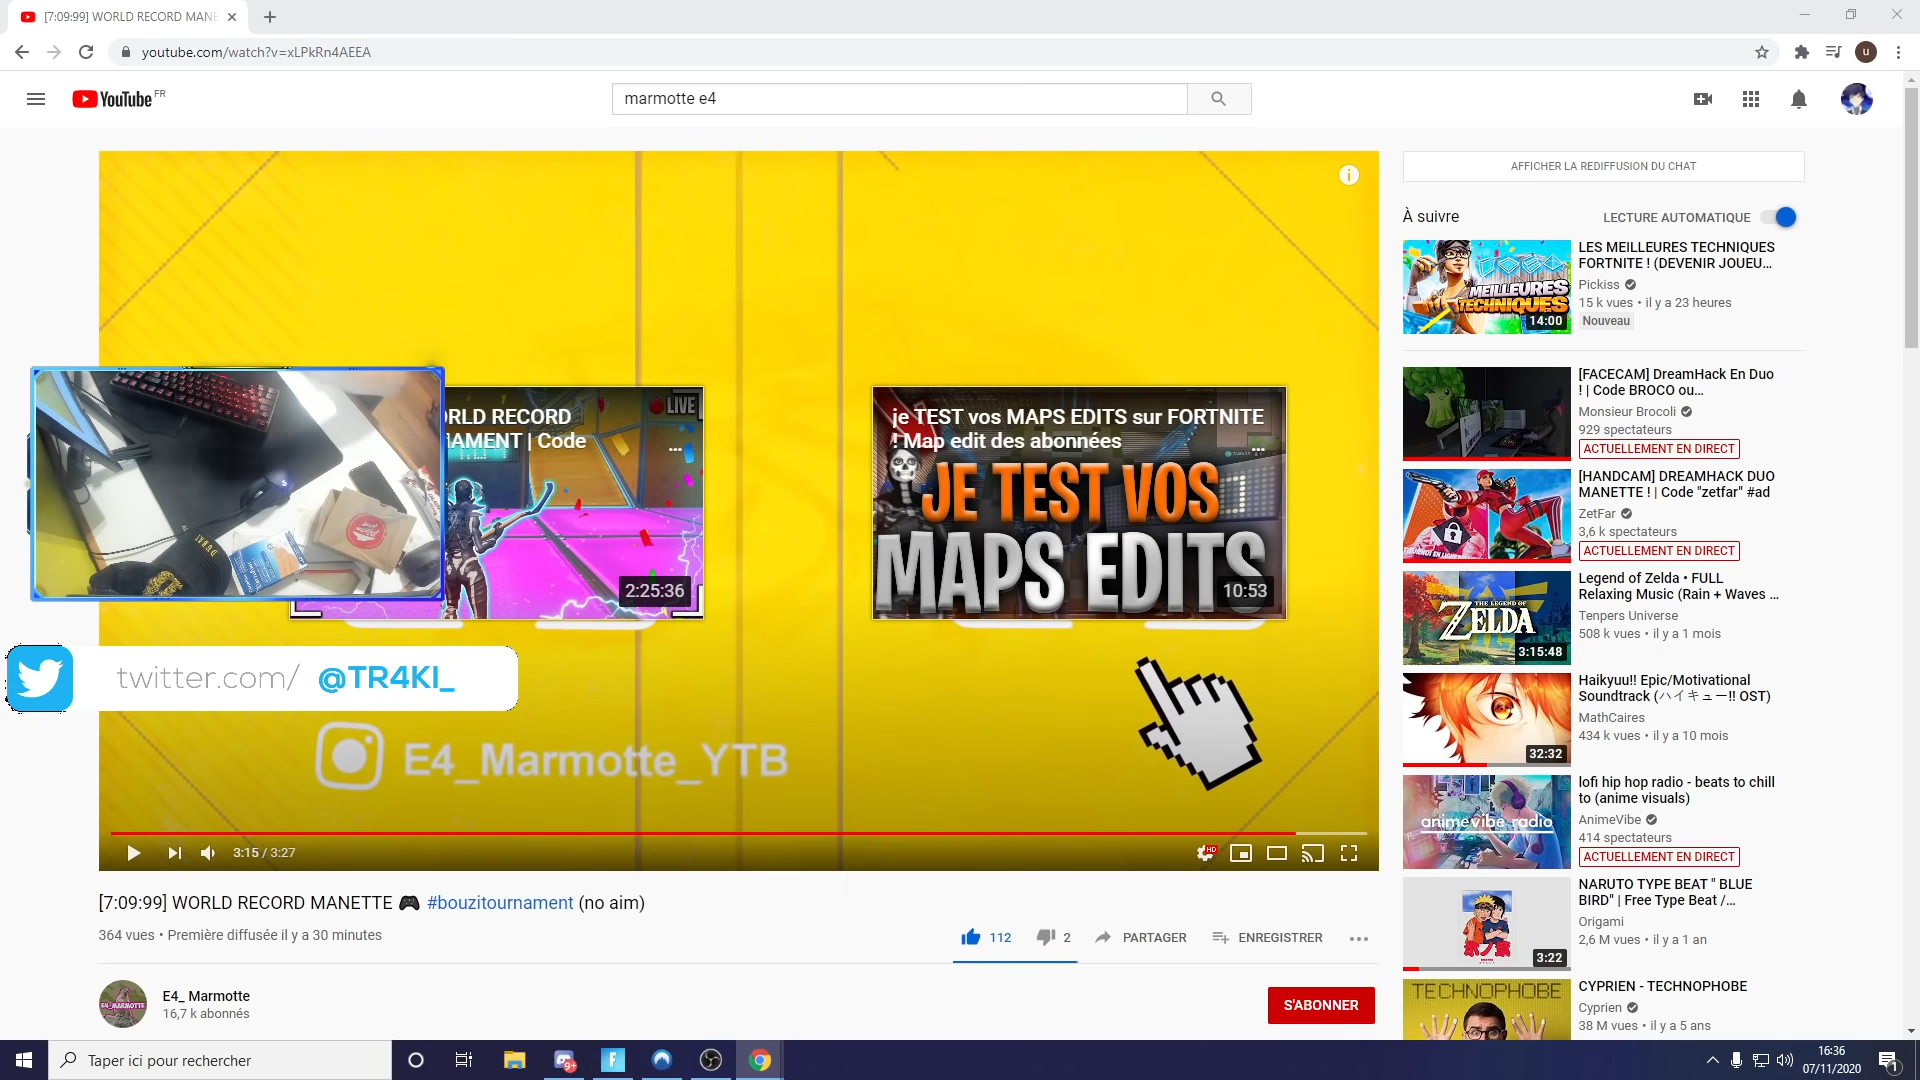 [7:09:99] WORLD RECORD MANE
youtube.com/watch?v=xLPkRn4AEEA
u
YouTube FR
marmotte e4
AFFICHER LA REDIFFUSION DU CHAT
À suivre
LECTURE AUTOMATIQUE
ORLD RECORD
NAMENT | Code
LIVE
2:25:36
je TEST vos MAPS EDITS sur FORTNITE
! Map edit des abonnées
JE TEST VOS
MAPS EDITS
10:53
twitter.com/ @TR4KI_
E4_Marmotte_YTB
3:15 / 3:27
HD
[7:09:99] WORLD RECORD MANETTE 🎮 #bouzitournament (no aim)
364 vues • Première diffusée il y a 30 minutes
112
2
PARTAGER
ENREGISTRER
E4_MARMOTTE
E4_ Marmotte
16,7 k abonnés
S'ABONNER
MEILLEURES
TECHNIQUES
14:00
LES MEILLEURES TECHNIQUES
FORTNITE ! (DEVENIR JOUEU...
Pickiss
15 k vues • il y a 23 heures
Nouveau
[FACECAM] DreamHack En Duo
! | Code BROCO ou...
Monsieur Brocoli
929 spectateurs
ACTUELLEMENT EN DIRECT
[HANDCAM] DREAMHACK DUO
MANETTE ! | Code "zetfar" #ad
ZetFar
3,6 k spectateurs
ACTUELLEMENT EN DIRECT
THE LEGEND OF
ZELDA
3:15:48
Legend of Zelda • FULL
Relaxing Music (Rain + Waves ...
Tenpers Universe
508 k vues • il y a 1 mois
32:32
Haikyuu!! Epic/Motivational
Soundtrack (ハイキュー!! OST)
MathCaires
434 k vues • il y a 10 mois
animevibe radio
lofi hip hop radio - beats to chill
to (anime visuals)
AnimeVibe
414 spectateurs
ACTUELLEMENT EN DIRECT
3:22
NARUTO TYPE BEAT " BLUE
BIRD" | Free Type Beat /...
Origami
2,6 M vues • il y a 1 an
TECHNOPHOBE
CYPRIEN - TECHNOPHOBE
Cyprien
38 M vues • il y a 5 ans
Taper ici pour rechercher
9+
16:36
07/11/2020
1